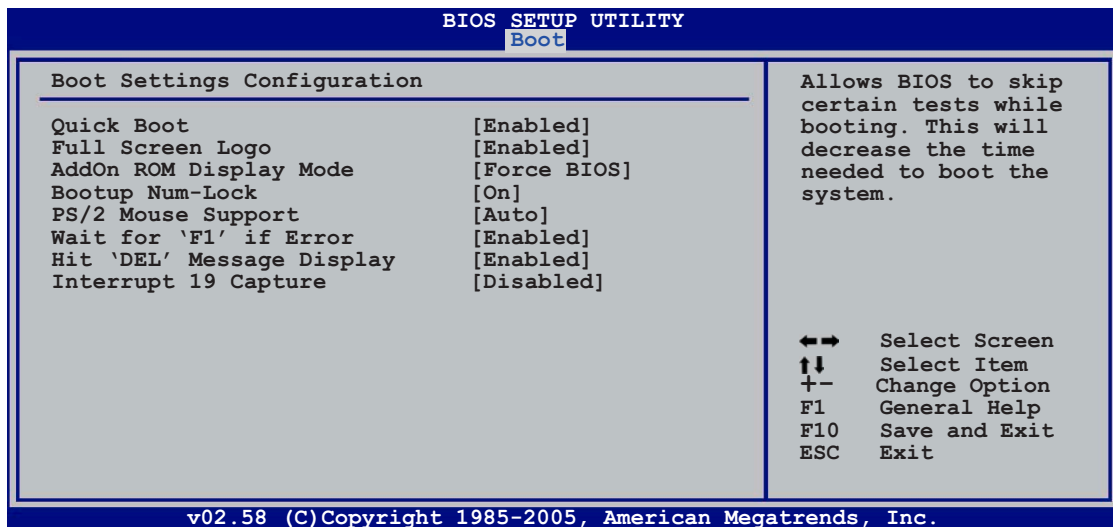 BIOS SETUP UTILITY
Boot
Boot Settings Configuration
Quick Boot [Enabled]
Full Screen Logo [Enabled]
AddOn ROM Display Mode [Force BIOS]
Bootup Num-Lock [On]
PS/2 Mouse Support [Auto]
Wait for ‘F1’ if Error [Enabled]
Hit ‘DEL’ Message Display [Enabled]
Interrupt 19 Capture [Disabled]
Allows BIOS to skip
certain tests while
booting. This will
decrease the time
needed to boot the
system.
←→ Select Screen
↑↓ Select Item
+- Change Option
F1 General Help
F10 Save and Exit
ESC Exit
v02.58 (C)Copyright 1985-2005, American Megatrends, Inc.